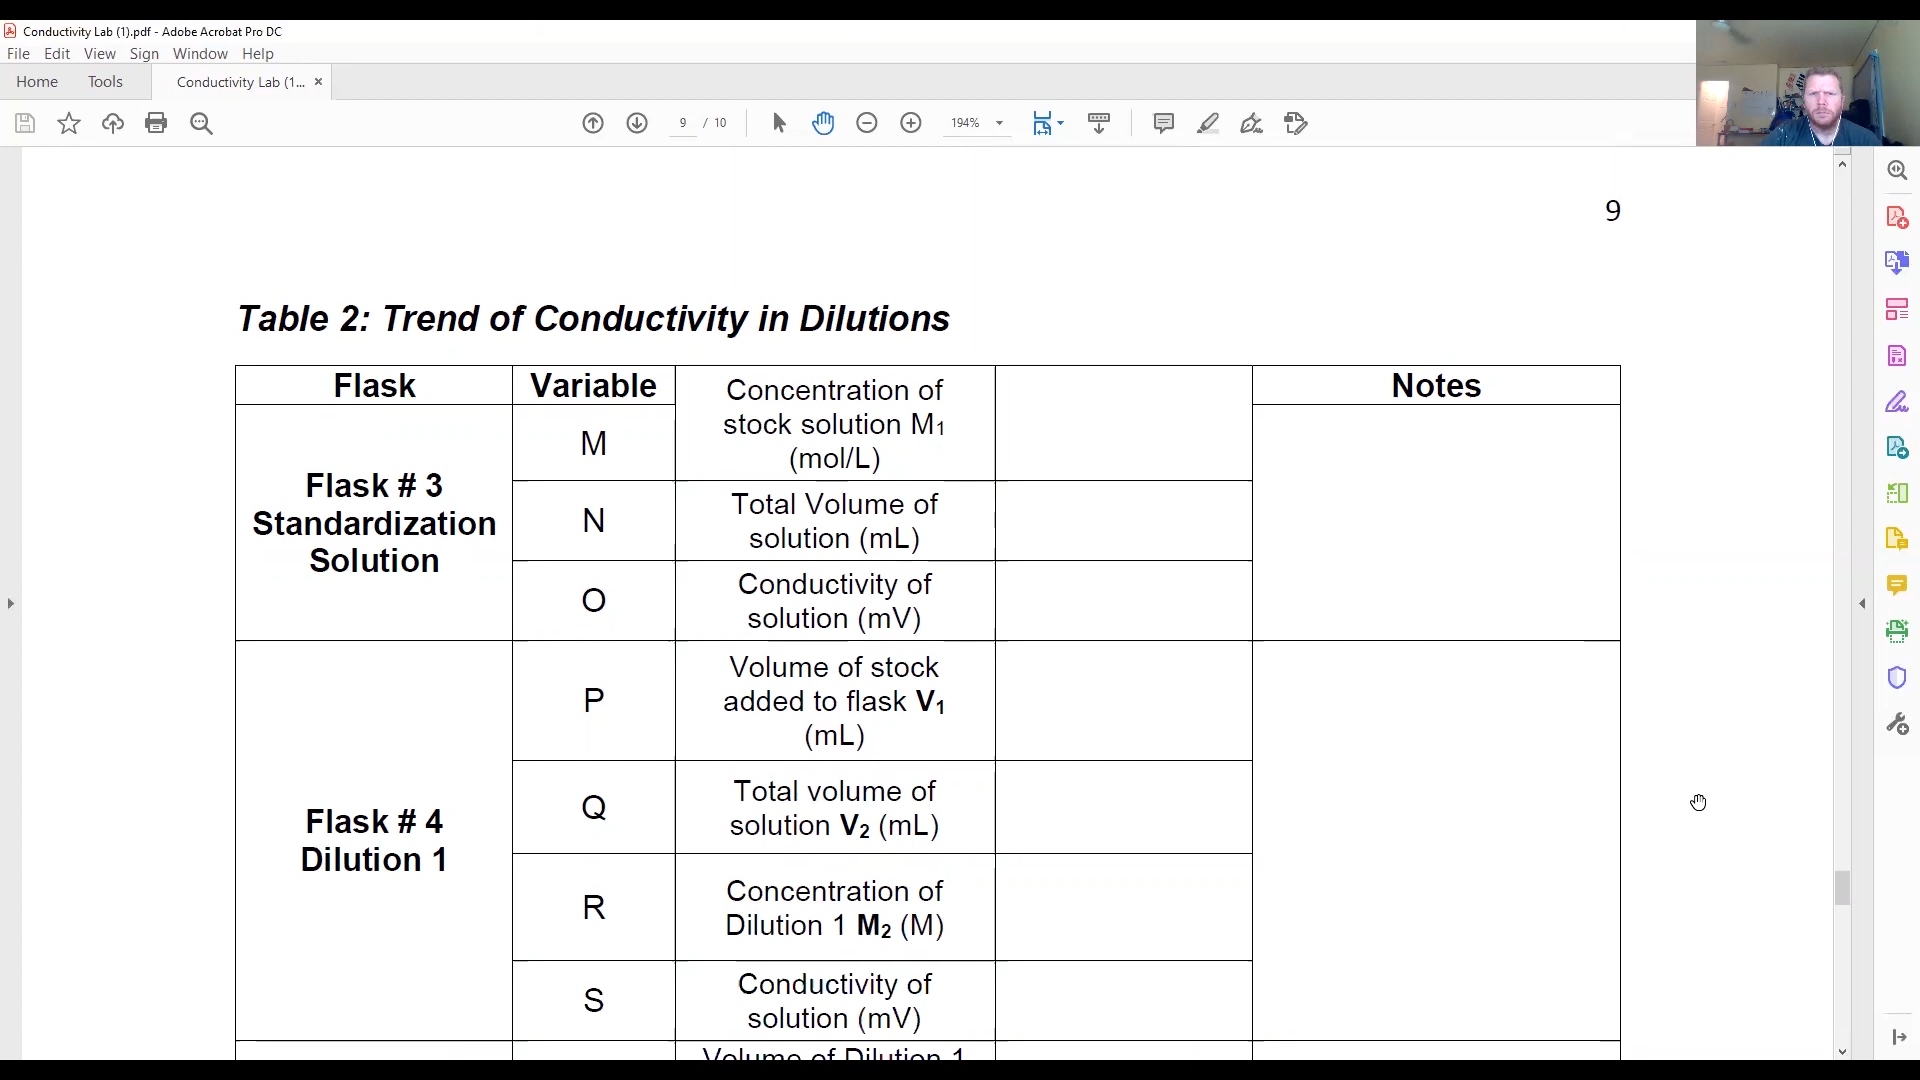 Conductivity Lab (1).pdf - Adobe Acrobat Pro DC
File Edit View Sign Window Help
Home Tools Conductivity Lab (1... ×
9 / 10 194%
9
Table 2: Trend of Conductivity in Dilutions
Flask Variable Concentration of stock solution M₁ (mol/L) Notes
Flask # 3
Standardization
Solution
M
N Total Volume of
solution (mL)
O Conductivity of
solution (mV)
Flask # 4
Dilution 1
P Volume of stock
added to flask V₁
(mL)
Q Total volume of
solution V₂ (mL)
R Concentration of
Dilution 1 M₂ (M)
S Conductivity of
solution (mV)
Volume of Dilution 1